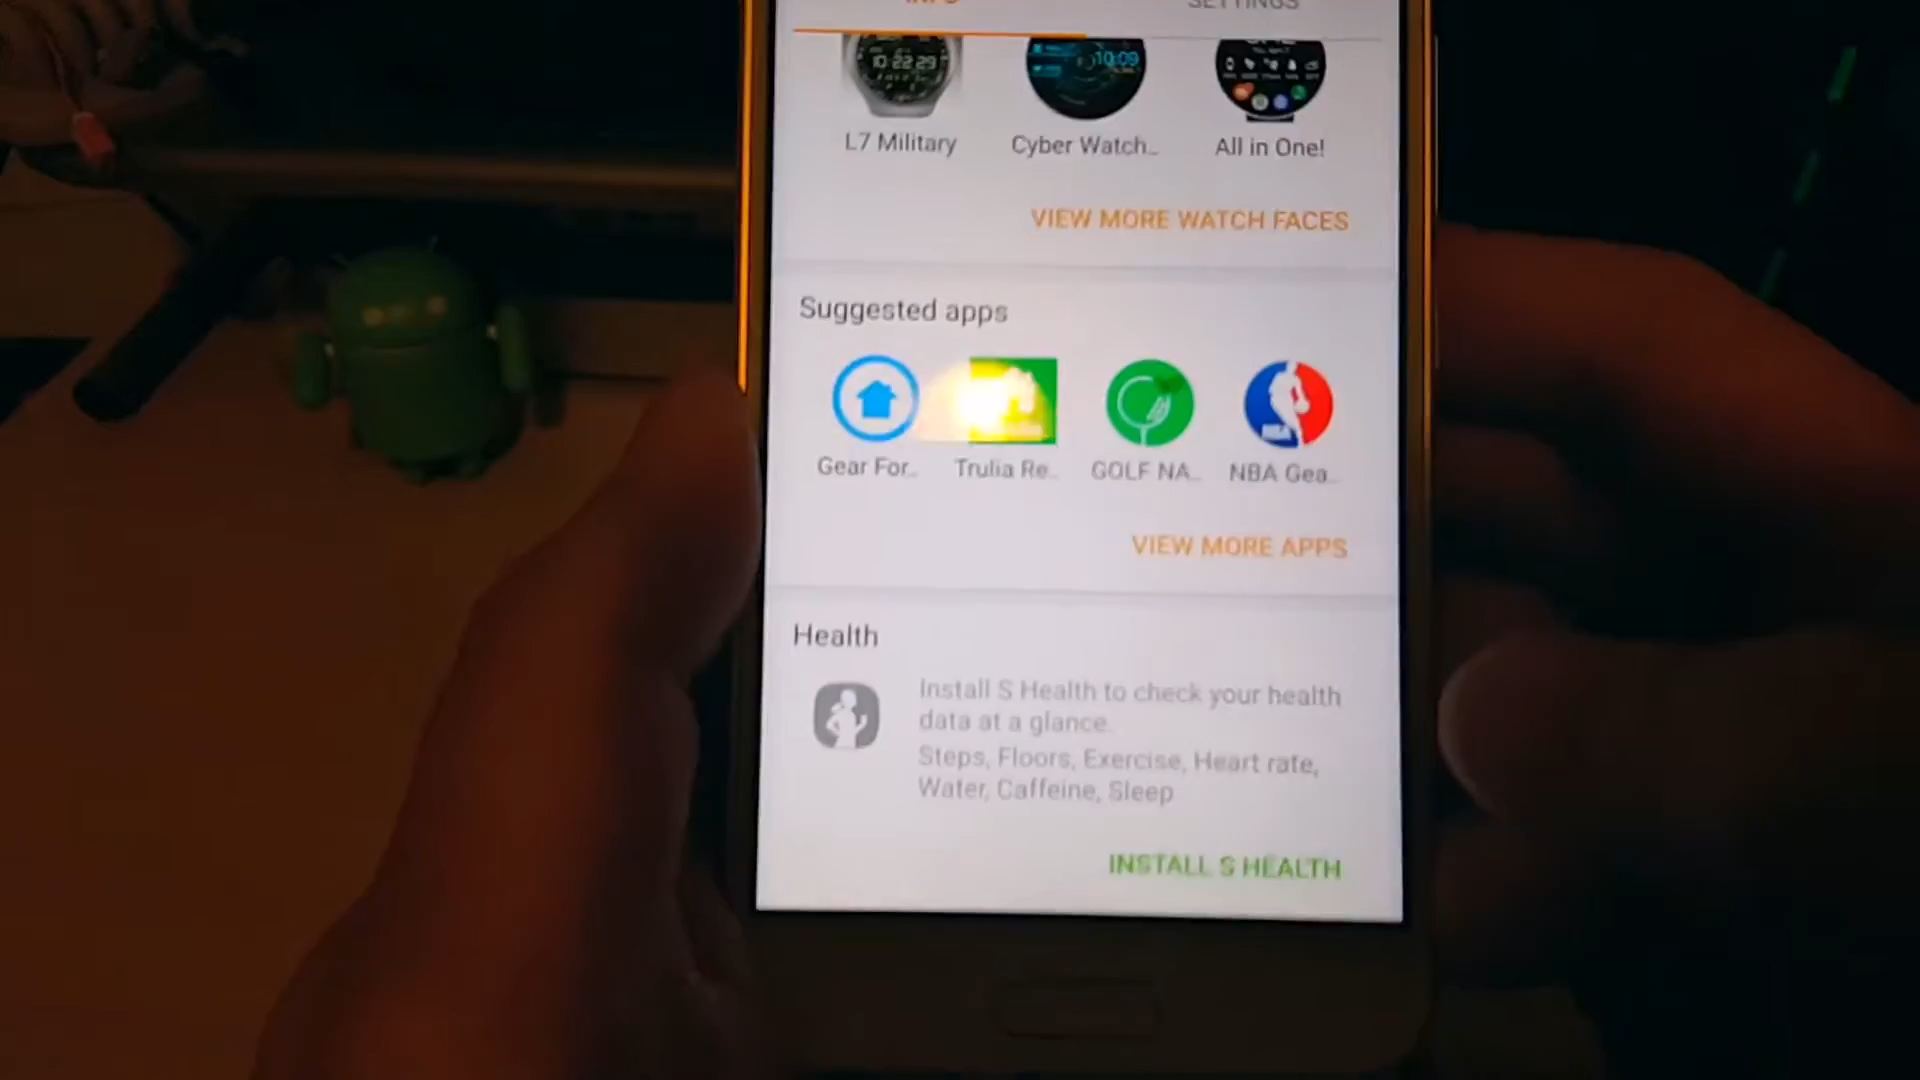 INFO
SETTINGS
10:22 29
10:09
L7 Military
Cyber Watch..
All in One!
VIEW MORE WATCH FACES
Suggested apps
Gear For..
Trulia Re..
GOLF NA..
NBA Gea..
VIEW MORE APPS
Health
Install S Health to check your health
data at a glance.
Steps, Floors, Exercise, Heart rate,
Water, Caffeine, Sleep
INSTALL S HEALTH